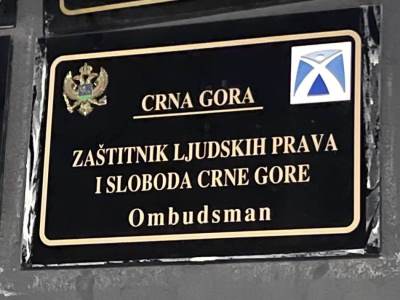 CRNA GORA
ZAŠTITNIK LJUDSKIH PRAVA
I SLOBODA CRNE GORE
Ombudsman